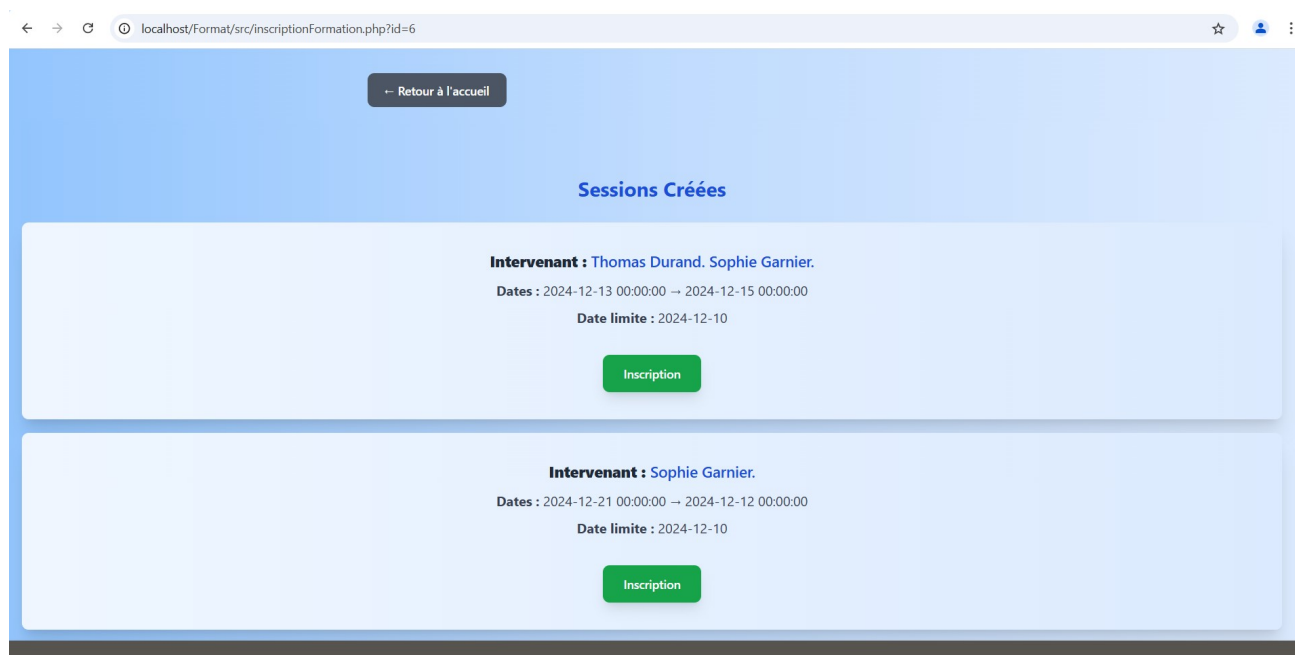 localhost/Format/src/inscriptionFormation.php?id=6
← Retour à l'accueil
Sessions Créées
Intervenant : Thomas Durand. Sophie Garnier.
Dates : 2024-12-13 00:00:00 → 2024-12-15 00:00:00
Date limite : 2024-12-10
Inscription
Intervenant : Sophie Garnier.
Dates : 2024-12-21 00:00:00 → 2024-12-12 00:00:00
Date limite : 2024-12-10
Inscription